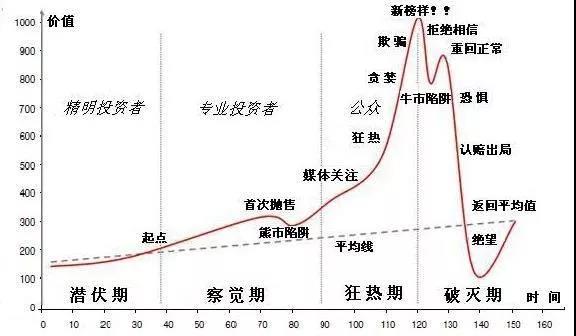 新榜样！！
价值
拒绝相信
欺骗
重回正常
贪婪
牛市陷阱
恐惧
精明投资者
专业投资者
公众
狂热
认赔出局
媒体关注
首次抛售
返回平均值
起点
熊市陷阱
平均线
绝望
潜伏期
察觉期
狂热期
破灭期
时间
1000
900
800
700
600
500
400
300
200
100
0
0 10 20 30 40 50 60 70 80 90 100 110 120 130 140 150 160